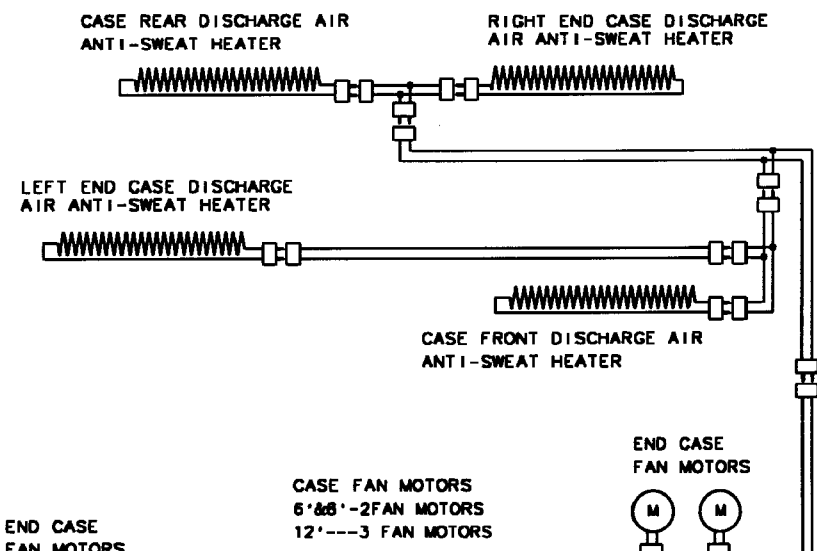 CASE REAR DISCHARGE AIR
ANTI-SWEAT HEATER
RIGHT END CASE DISCHARGE
AIR ANTI-SWEAT HEATER
LEFT END CASE DISCHARGE
AIR ANTI-SWEAT HEATER
CASE FRONT DISCHARGE AIR
ANTI-SWEAT HEATER
END CASE
FAN MOTORS
M M
CASE FAN MOTORS
6'&8'-2FAN MOTORS
12'---3 FAN MOTORS
END CASE
FAN MOTORS